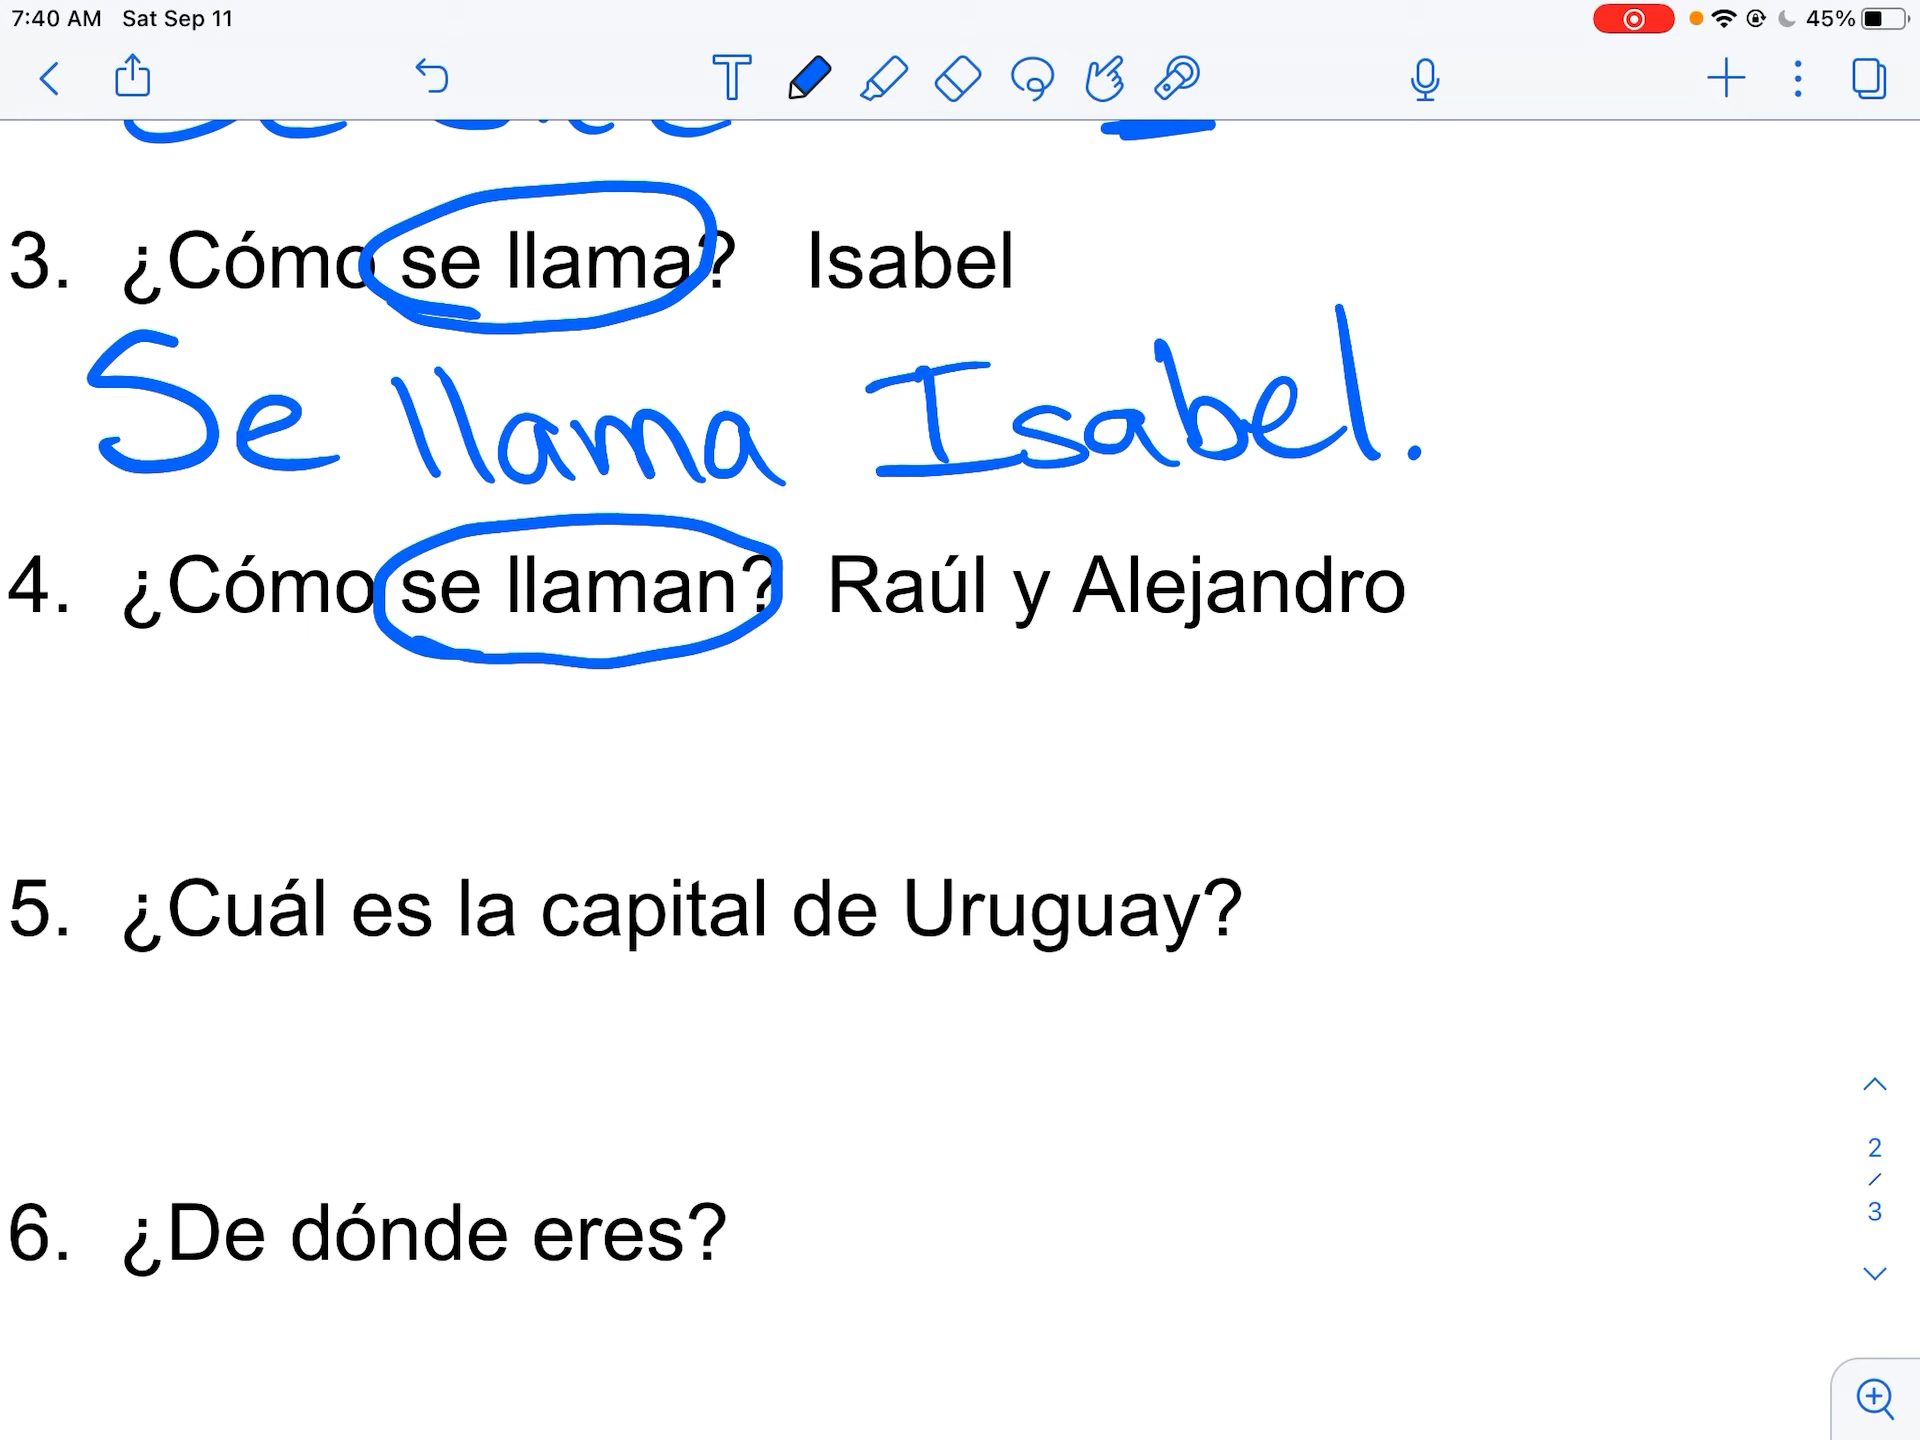 7:40 AM Sat Sep 11
45%
T
3. ¿Cómo se llama? Isabel
Se llama Isabel.
4. ¿Cómo se llaman? Raúl y Alejandro
5. ¿Cuál es la capital de Uruguay?
6. ¿De dónde eres?
2
/
3